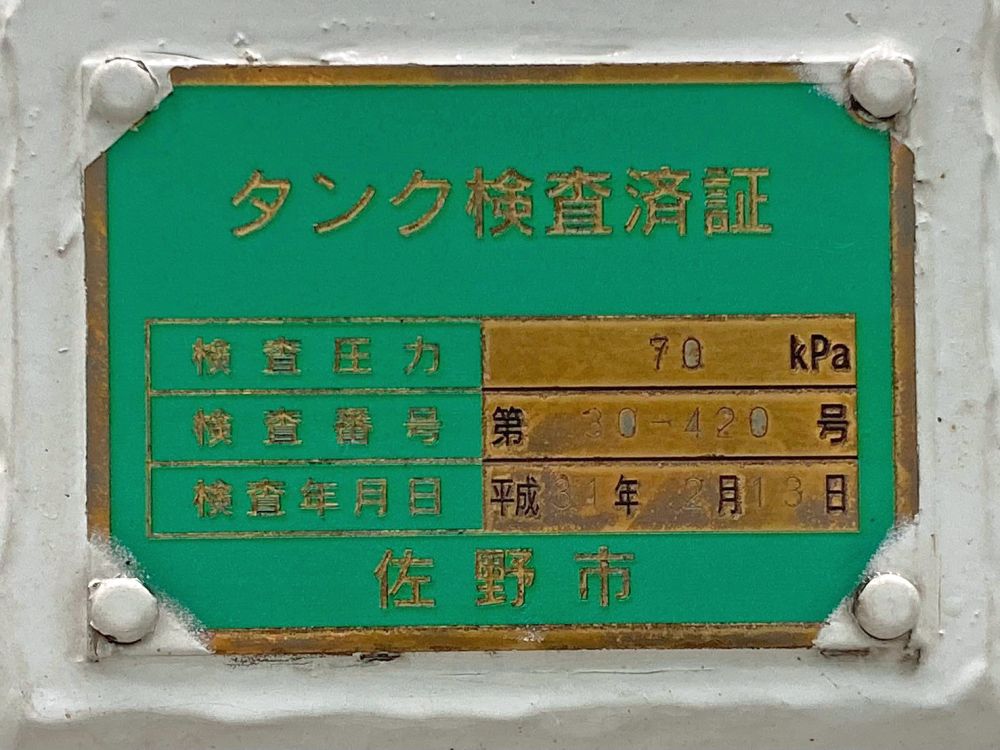 タンク検査済証
検査圧力 70 kPa
検査番号 第 30-420 号
検査年月日 平成31年 2月13日
佐野市